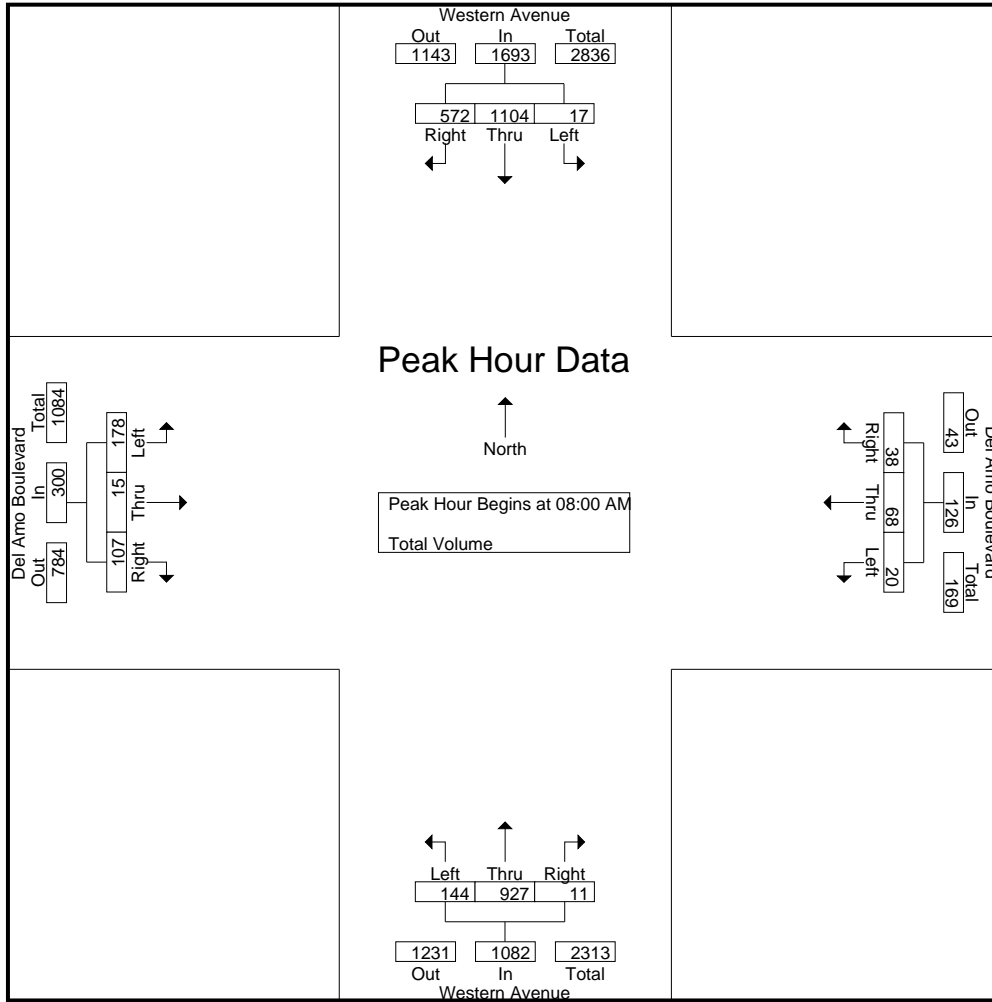 Western Avenue
Out In Total
1143 1693 2836
572 1104 17
Right Thru Left
Peak Hour Data
North
Peak Hour Begins at 08:00 AM
Total Volume
Del Amo Boulevard
Total In Out
1084 300 784
178 15 107
Left Thru Right
Del Amo Boulevard
Out In Total
43 126 169
38 68 20
Right Thru Left
Left Thru Right
144 927 11
1231 1082 2313
Out In Total
Western Avenue